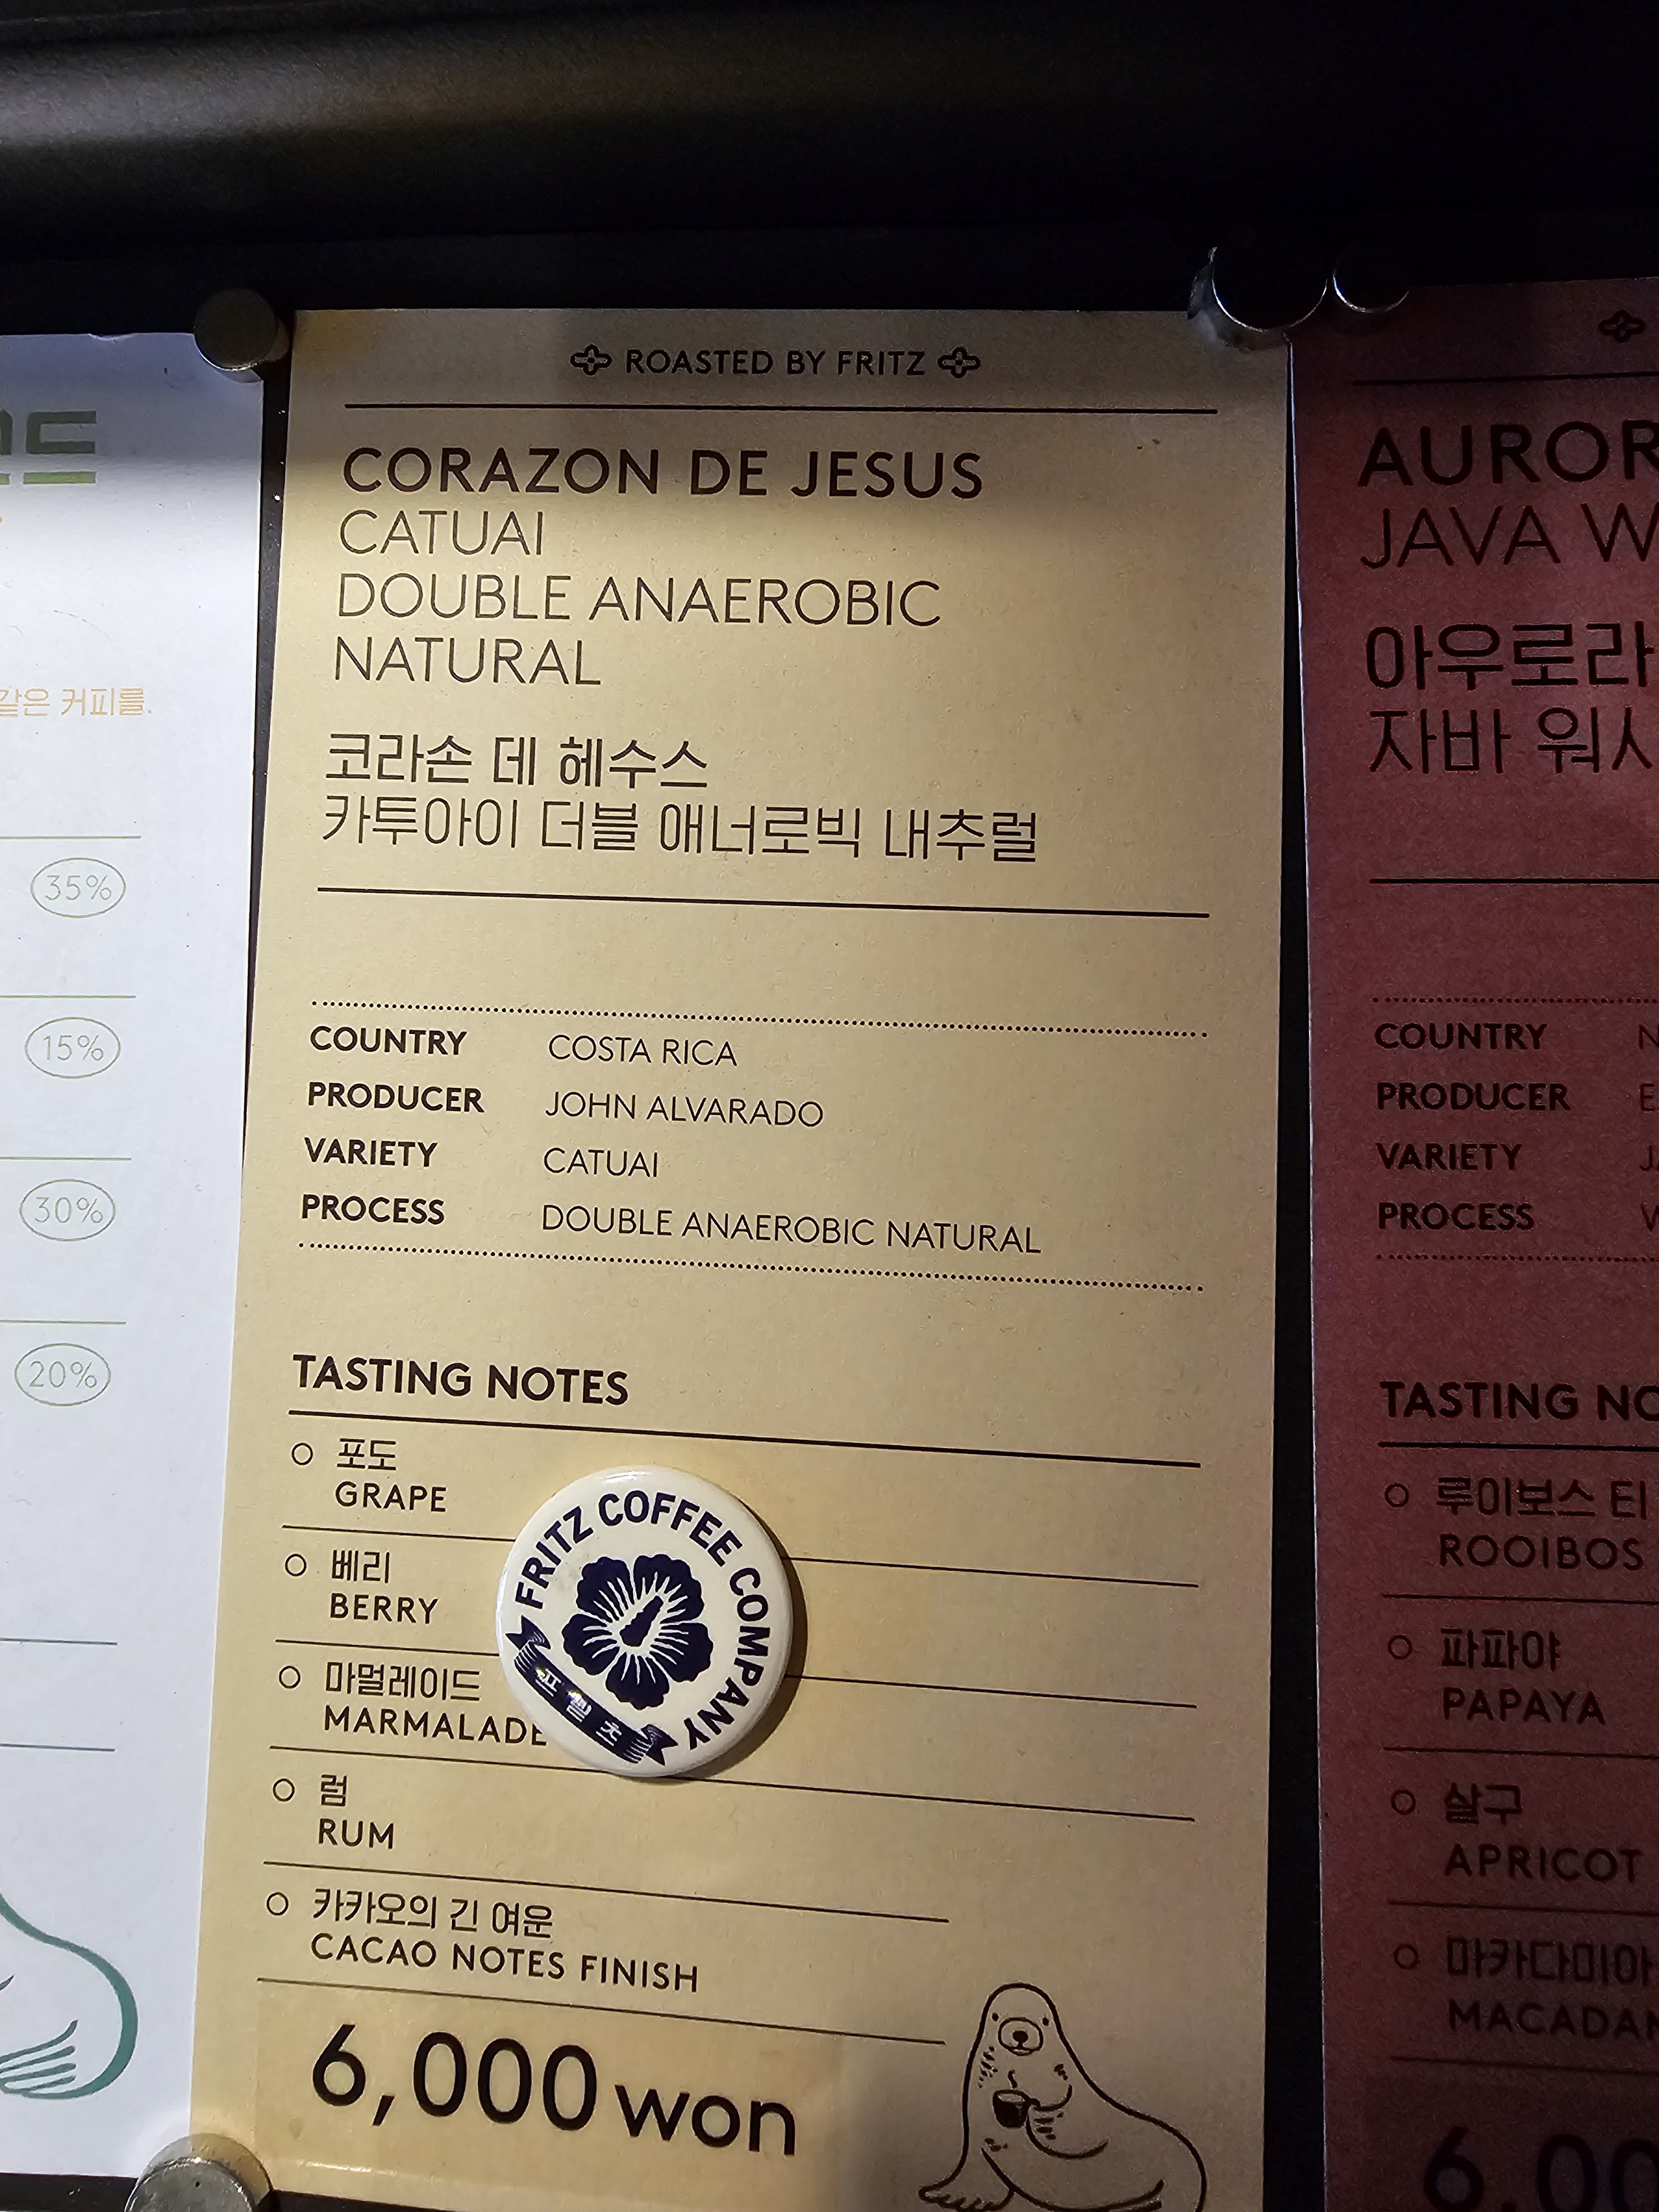 같은 커피를.
35%
15%
30%
20%
ROASTED BY FRITZ
CORAZON DE JESUS
CATUAI
DOUBLE ANAEROBIC
NATURAL
코라손 데 헤수스
카투아이 더블 애너로빅 내추럴
COUNTRY COSTA RICA
PRODUCER JOHN ALVARADO
VARIETY CATUAI
PROCESS DOUBLE ANAEROBIC NATURAL
TASTING NOTES
포도
GRAPE
베리
BERRY
마멀레이드
MARMALADE
럼
RUM
카카오의 긴 여운
CACAO NOTES FINISH
6,000 won
FRITZ COFFEE COMPANY
프릳츠
JAVA
아우로라
자바
COUNTRY
PRODUCER
VARIETY
PROCESS
TASTING
루이보스 티
ROOIBOS
파파야
PAPAYA
살구
APRICOT
마카다미아